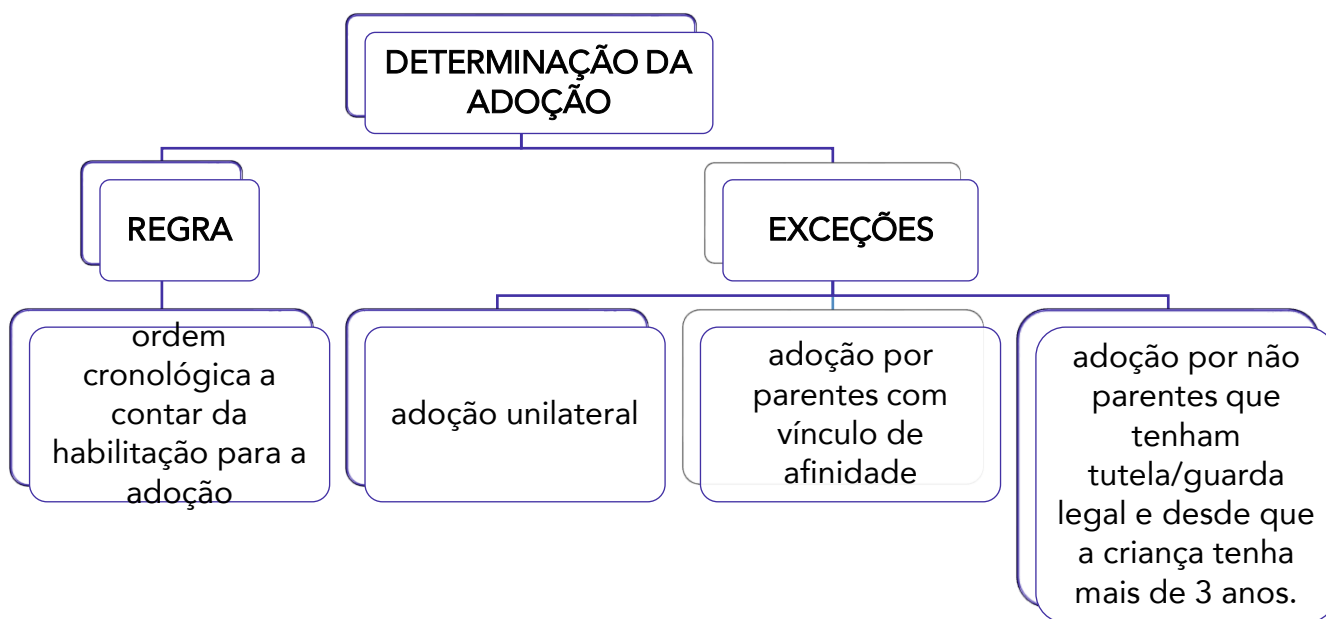 DETERMINAÇÃO DA
ADOÇÃO
REGRA
EXCEÇÕES
ordem
cronológica a
contar da
habilitação para a
adoção
adoção unilateral
adoção por
parentes com
vínculo de
afinidade
adoção por não
parentes que
tenham
tutela/guarda
legal e desde que
a criança tenha
mais de 3 anos.